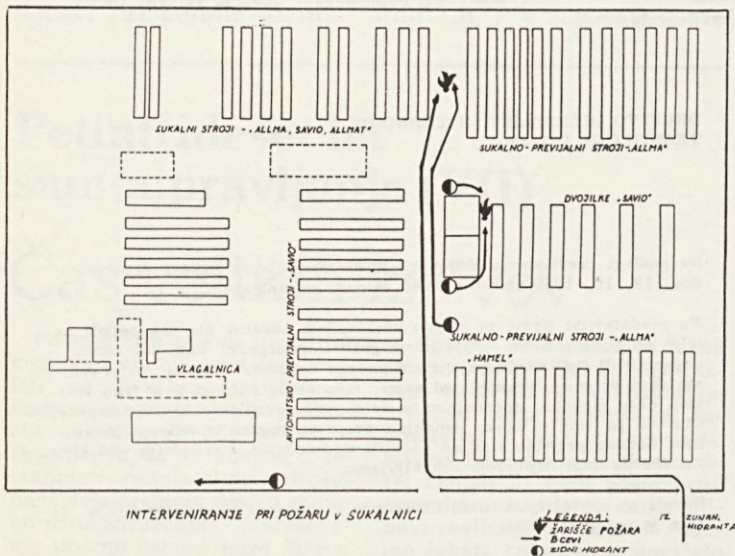 SUKALNI STROJI - „ALLMA, SAVIO, ALLMAT"
SUKALNO - PREVIJALNI STROJI - „ALLMA"
DVOJILKE „SAVIO"
AVTOMATSKO - PREVIJALNI STROJI - „SAVIO"
SUKALNO - PREVIJALNI STROJI - „ALLMA"
„HAMEL"
VLAGALNICA
INTERVENIRANJE PRI POŽARU V SUKALNICI
LEGENDA:
ŽARIŠČE POŽARA
B CEVI
ZIDNI HIDRANT
IZ ZUNAN.
HIDRANTA